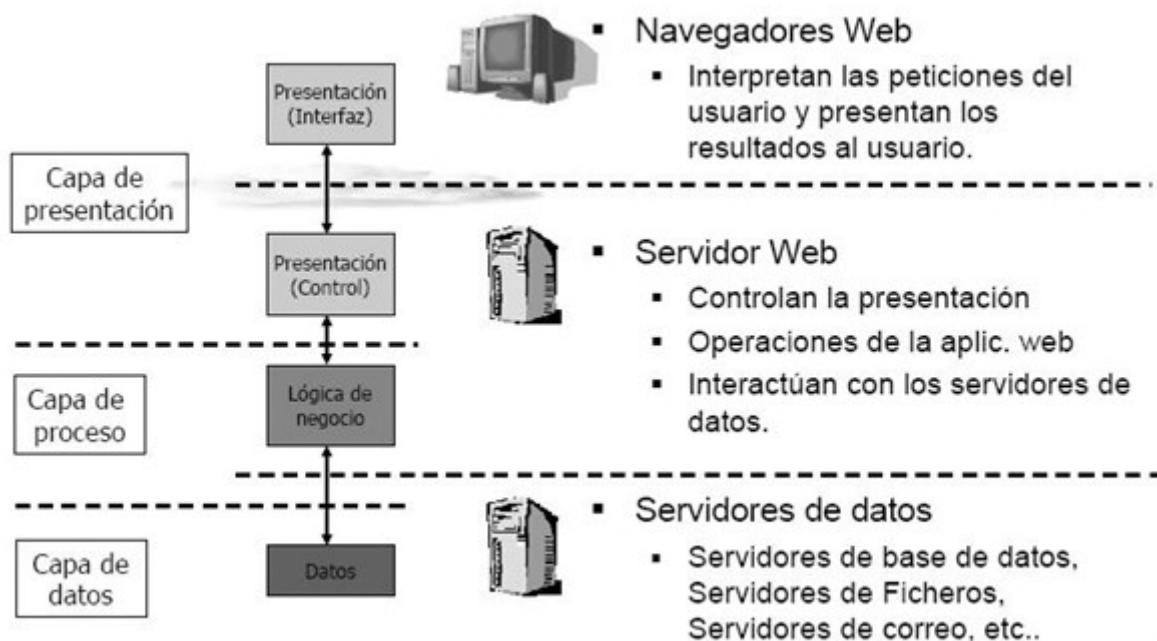 ▪ Navegadores Web
▪ Interpretan las peticiones del
usuario y presentan los
resultados al usuario.
Presentación
(Interfaz)
Capa de
presentación
Presentación
(Control)
▪ Servidor Web
▪ Controlan la presentación
▪ Operaciones de la aplic. web
▪ Interactúan con los servidores de
datos.
Capa de
proceso
Lógica de
negocio
▪ Servidores de datos
▪ Servidores de base de datos,
Servidores de Ficheros,
Servidores de correo, etc..
Capa de
datos
Datos